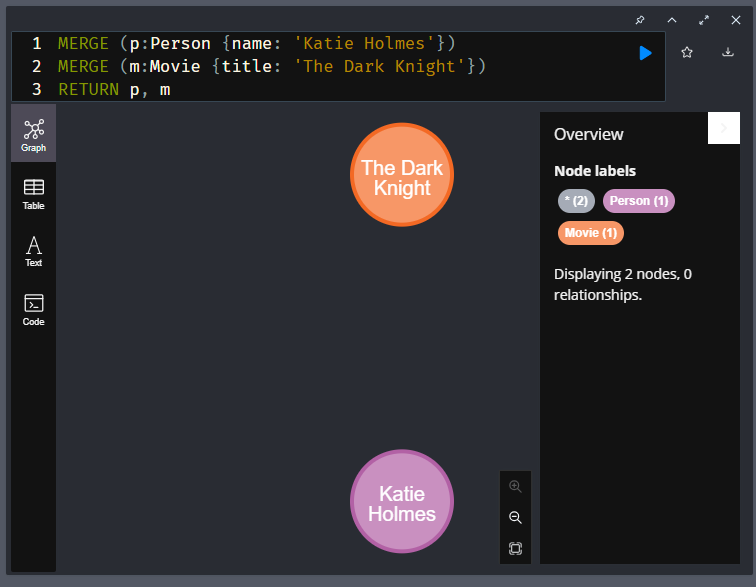 1 MERGE (p:Person {name: 'Katie Holmes'})
2 MERGE (m:Movie {title: 'The Dark Knight'})
3 RETURN p, m
Graph
Table
Text
Code
The Dark
Knight
Katie
Holmes
Overview
Node labels
* (2) Person (1)
Movie (1)
Displaying 2 nodes, 0
relationships.